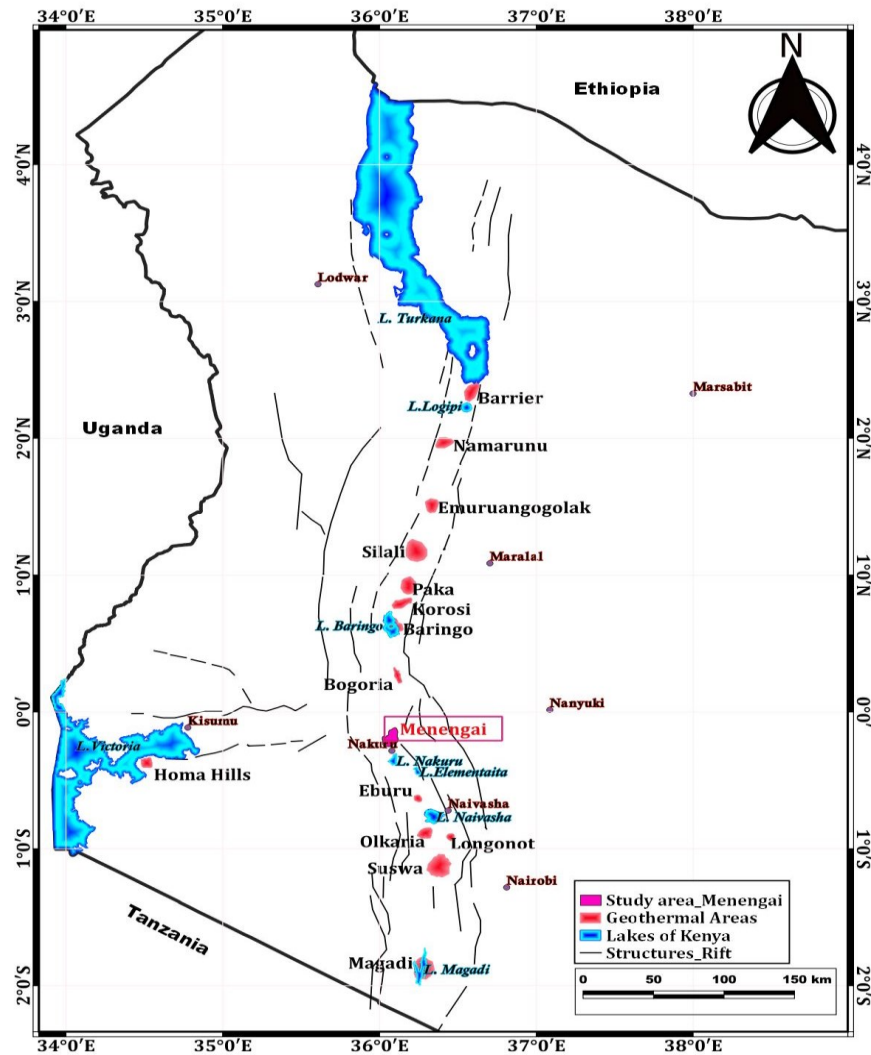 34°0'E 35°0'E 36°0'E 37°0'E 38°0'E
N
Ethiopia
4°0'N 4°0'N
Lodwar
3°0'N 3°0'N
L. Turkana
Barrier
Marsabit
L.Logipi
Uganda
2°0'N 2°0'N
Namarunu
Emuruangogolak
Silali
Maralal
1°0'N 1°0'N
Paka
Korosi
L. Baringo Baringo
Bogoria
0°0' 0°0'
Kisumu
Nanyuki
Menengai
L.Victoria
Nakuru
L. Nakuru
L.Elementaita
Homa Hills
Eburu
Naivasha
L. Naivasha
Olkaria Longonot
1°0'S 1°0'S
Suswa
Nairobi
Tanzania
Study area_Menengai
Geothermal Areas
Lakes of Kenya
Structures_Rift
Magadi L. Magadi
0 50 100 150 km
2°0'S 2°0'S
34°0'E 35°0'E 36°0'E 37°0'E 38°0'E